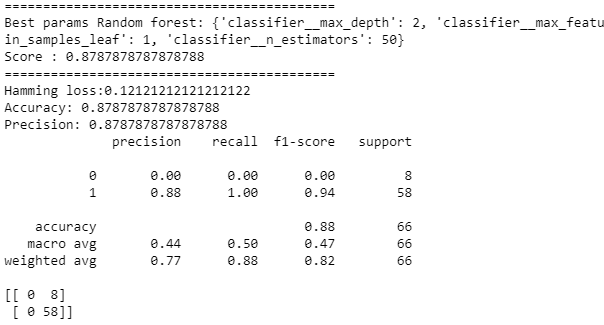 ===========================================
Best params Random forest: {'classifier__max_depth': 2, 'classifier__max_featu
in_samples_leaf': 1, 'classifier__n_estimators': 50}
Score : 0.8787878787878788
===========================================
Hamming loss:0.12121212121212122
Accuracy: 0.8787878787878788
Precision: 0.8787878787878788
precision recall f1-score support
0 0.00 0.00 0.00 8
1 0.88 1.00 0.94 58
accuracy 0.88 66
macro avg 0.44 0.50 0.47 66
weighted avg 0.77 0.88 0.82 66
[[ 0 8]
[ 0 58]]